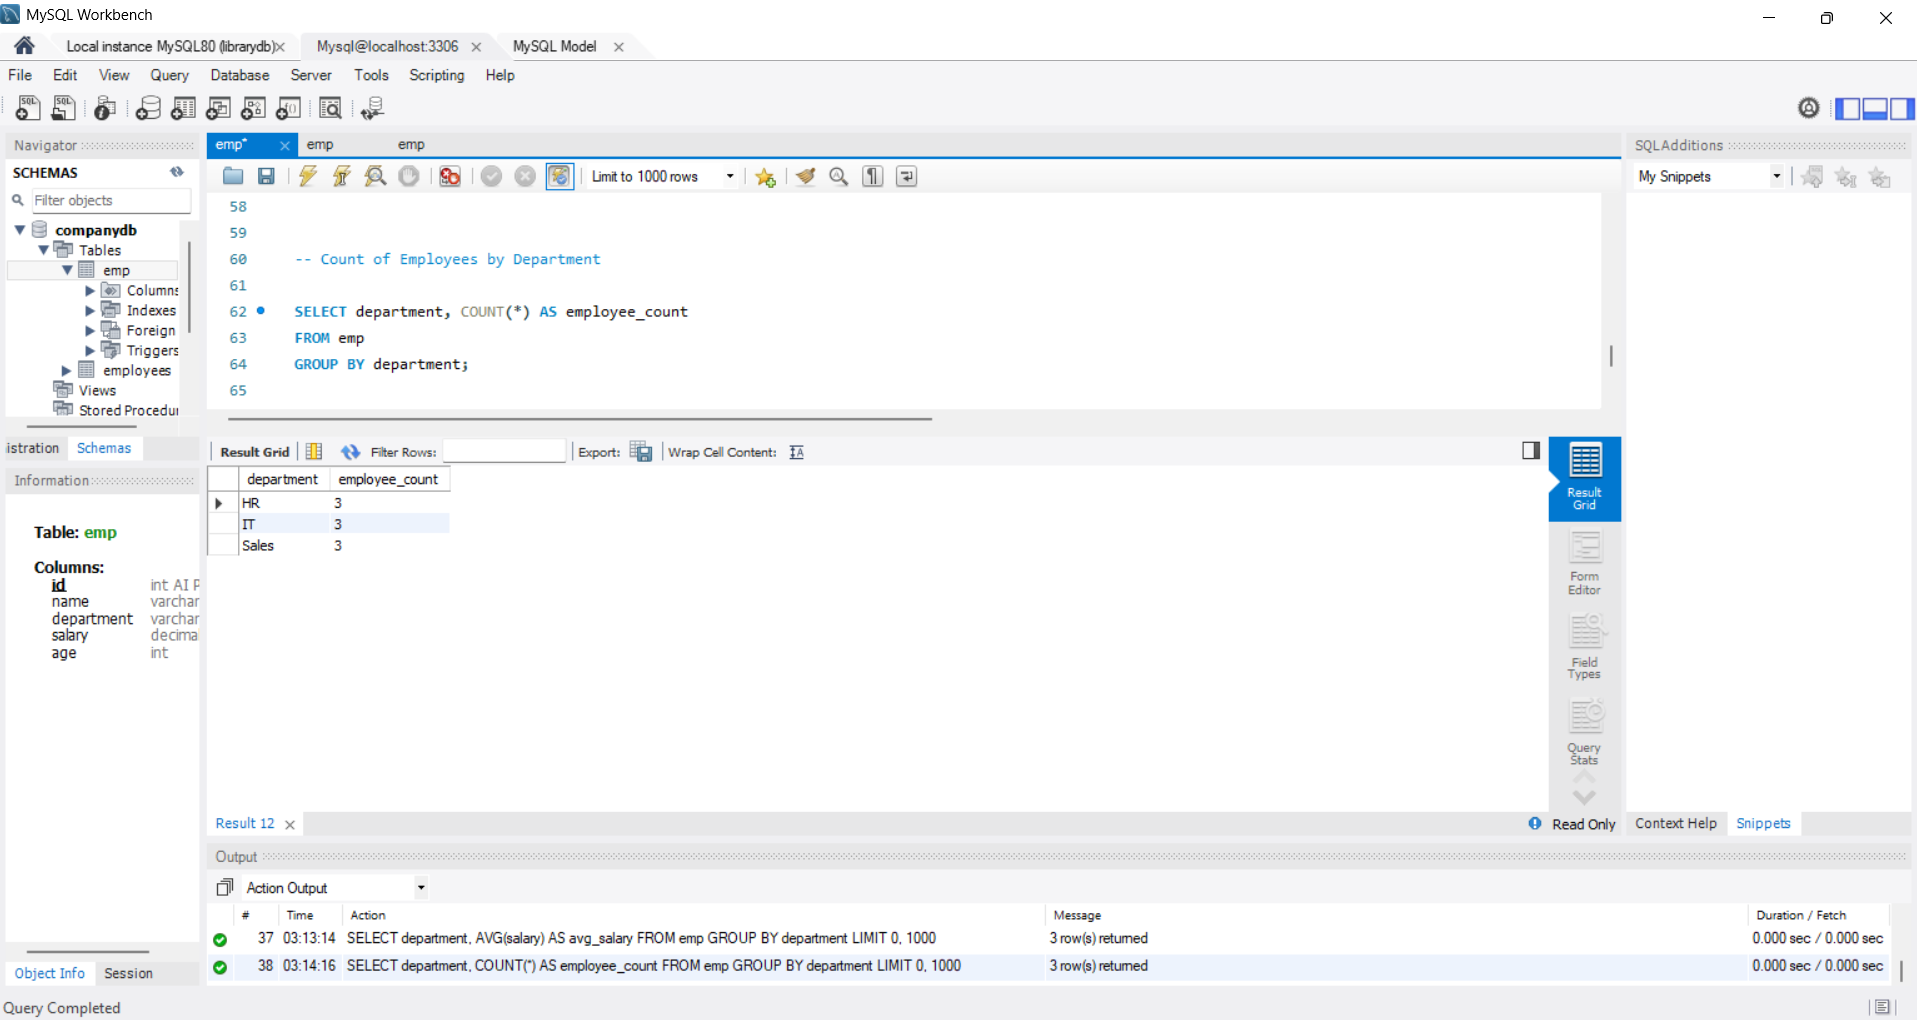 MySQL Workbench
Local instance MySQL80 (librarydb)
Mysql@localhost:3306
MySQL Model
File Edit View Query Database Server Tools Scripting Help
Navigator
SCHEMAS
Filter objects
companydb
Tables
emp
Columns
Indexes
Foreign
Triggers
employees
Views
Stored Procedu
istration Schemas
Information
Table: emp
Columns:
id int AI P
name varchar
department varchar
salary decima
age int
Object Info Session
emp* emp emp
Limit to 1000 rows
58
59
60 -- Count of Employees by Department
61
62 SELECT department, COUNT(*) AS employee_count
63 FROM emp
64 GROUP BY department;
65
Result Grid Filter Rows: Export: Wrap Cell Content:
department employee_count
HR 3
IT 3
Sales 3
Result Grid
Form Editor
Field Types
Query Stats
Result 12
Read Only
SQLAdditions
My Snippets
Context Help Snippets
Output
Action Output
# Time Action Message Duration / Fetch
37 03:13:14 SELECT department, AVG(salary) AS avg_salary FROM emp GROUP BY department LIMIT 0, 1000 3 row(s) returned 0.000 sec / 0.000 sec
38 03:14:16 SELECT department, COUNT(*) AS employee_count FROM emp GROUP BY department LIMIT 0, 1000 3 row(s) returned 0.000 sec / 0.000 sec
Query Completed